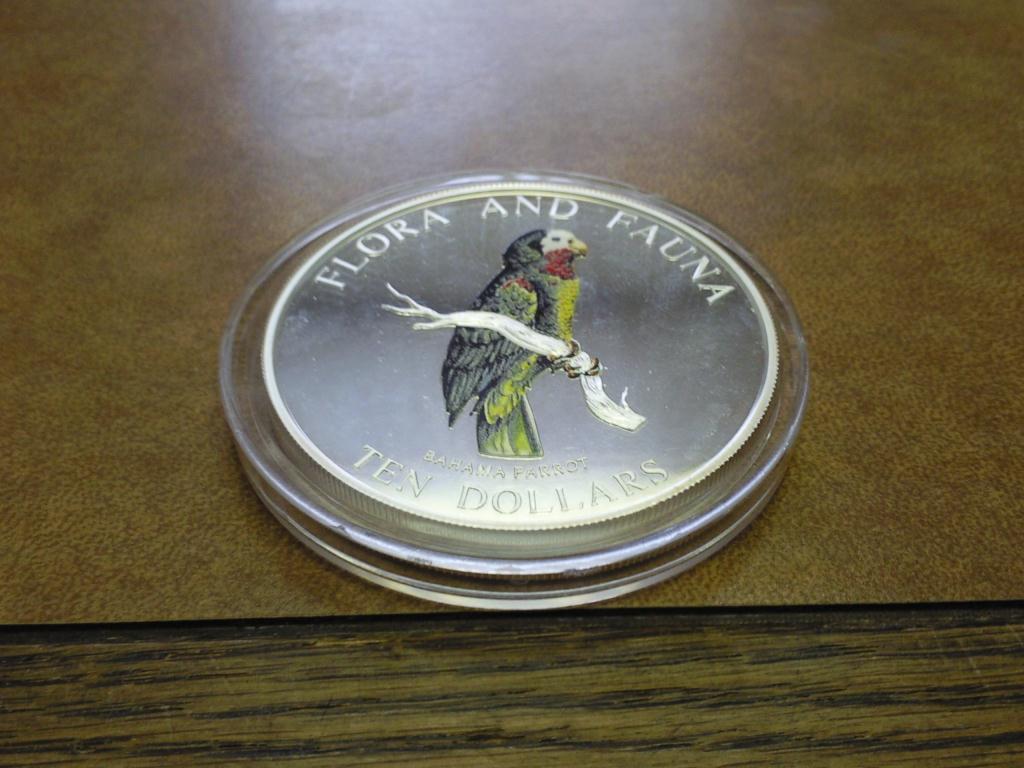 FLORA AND FAUNA
BAHAMA PARROT
TEN DOLLARS